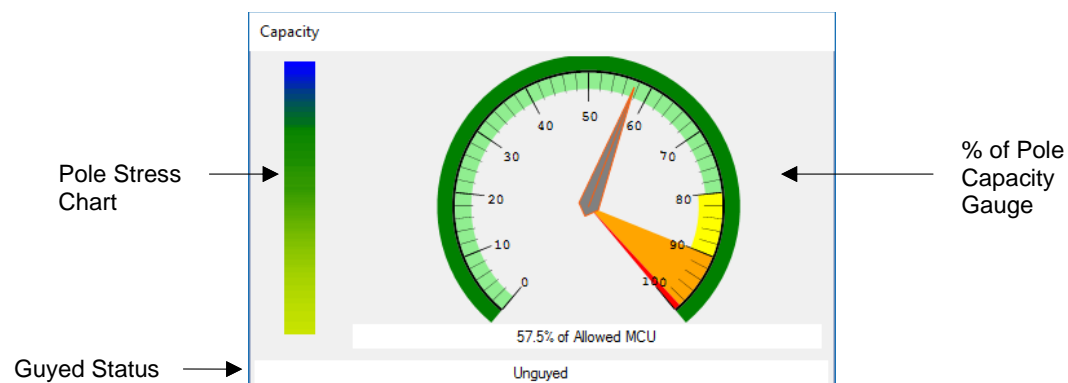 Capacity
Pole Stress
Chart
0
10
20
30
40
50
60
70
80
90
100
% of Pole
Capacity
Gauge
57.5% of Allowed MCU
Guyed Status
Unguyed